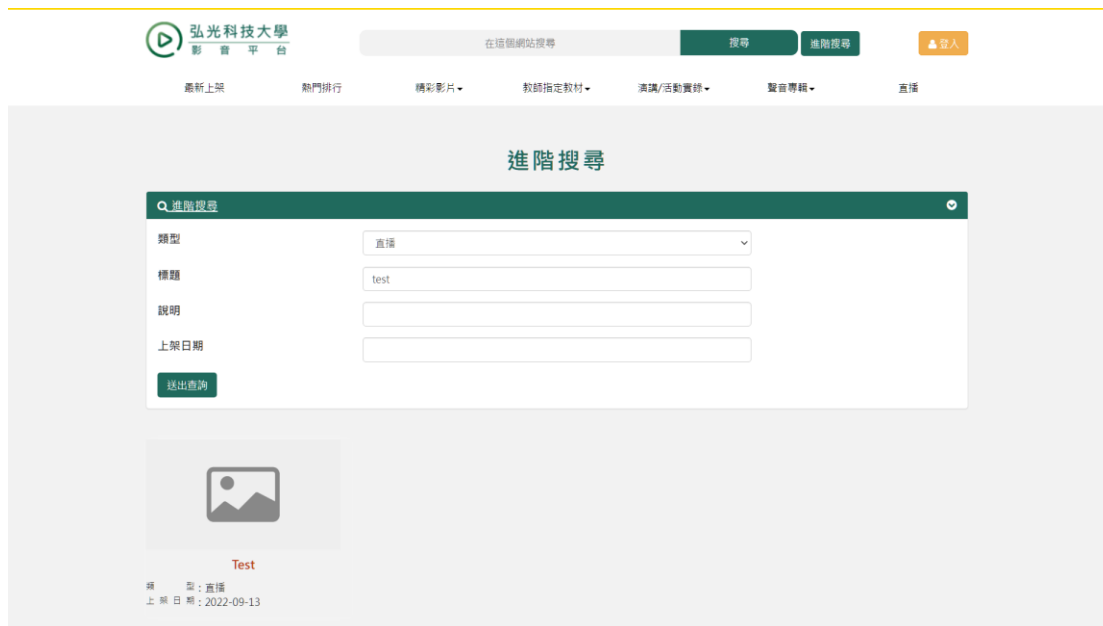 弘光科技大學
影音平台
在這個網站搜尋
搜尋
進階搜尋
登入
最新上架
熱門排行
精彩影片
教師指定教材
演講/活動實錄
聲音專輯
直播
進階搜尋
進階搜尋
類型
直播
標題
test
說明
上架日期
送出查詢
Test
類 型：直播
上架日期：2022-09-13